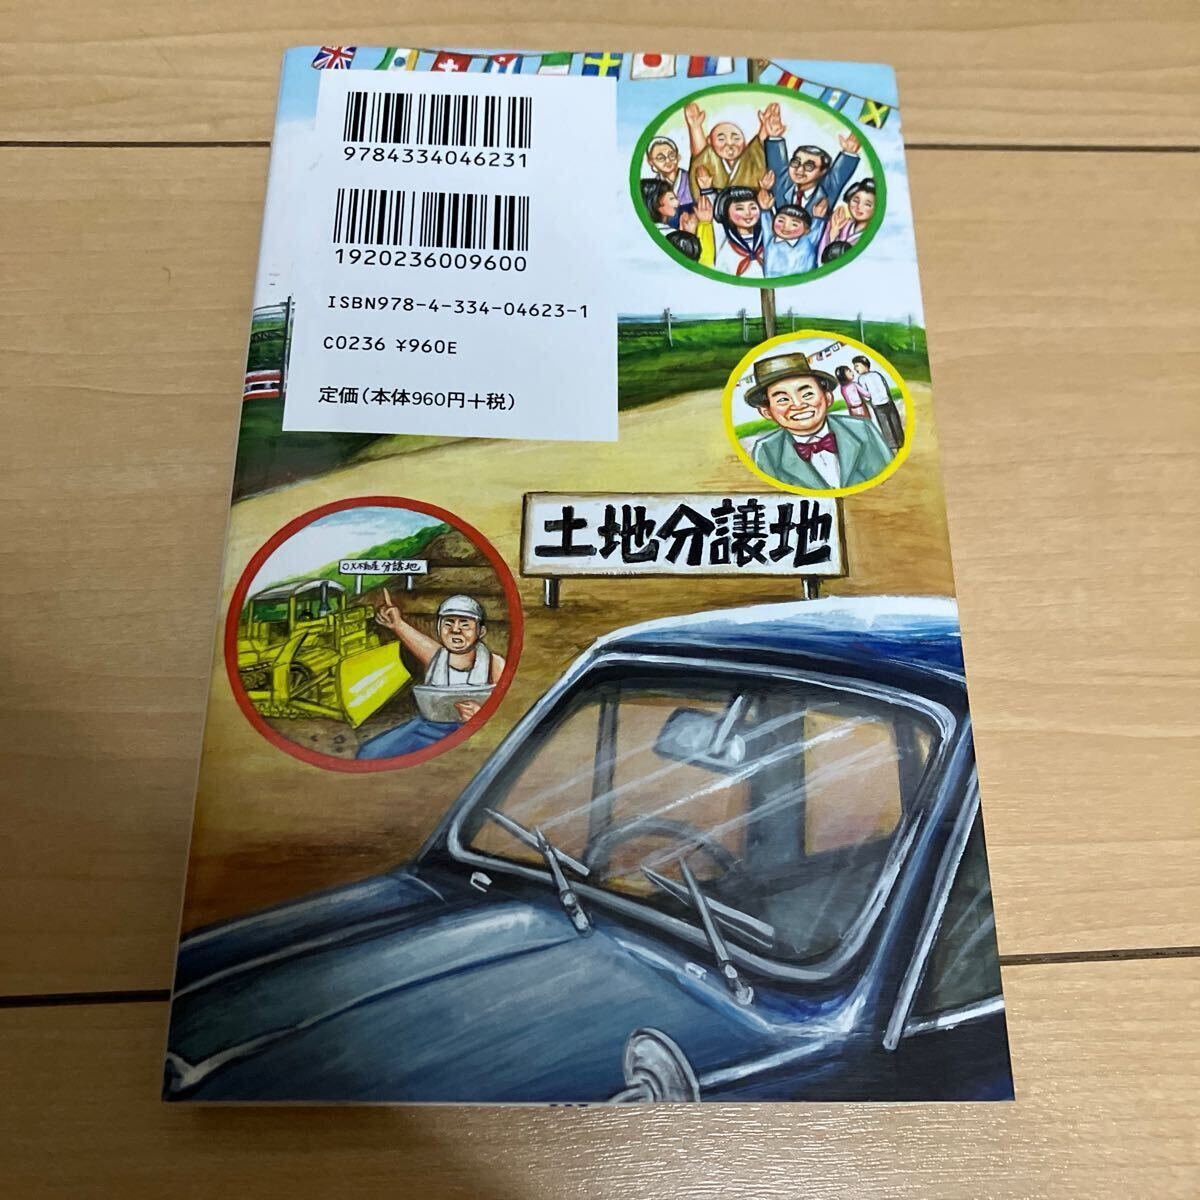 9784334046231
1920236009600
ISBN978-4-334-04623-1
C0236 ¥960E
定価(本体960円+税)
土地分譲地
○×不動産 分譲地